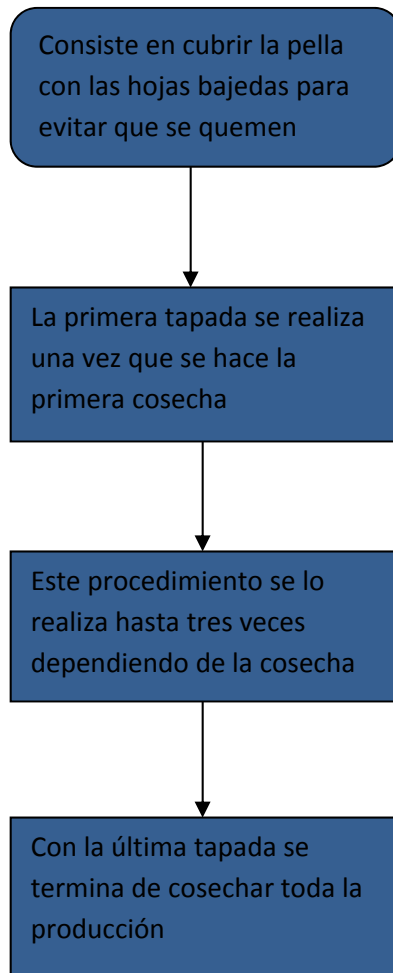 Consiste en cubrir la pella
con las hojas bajedas para
evitar que se quemen
La primera tapada se realiza
una vez que se hace la
primera cosecha
Este procedimiento se lo
realiza hasta tres veces
dependiendo de la cosecha
Con la última tapada se
termina de cosechar toda la
producción